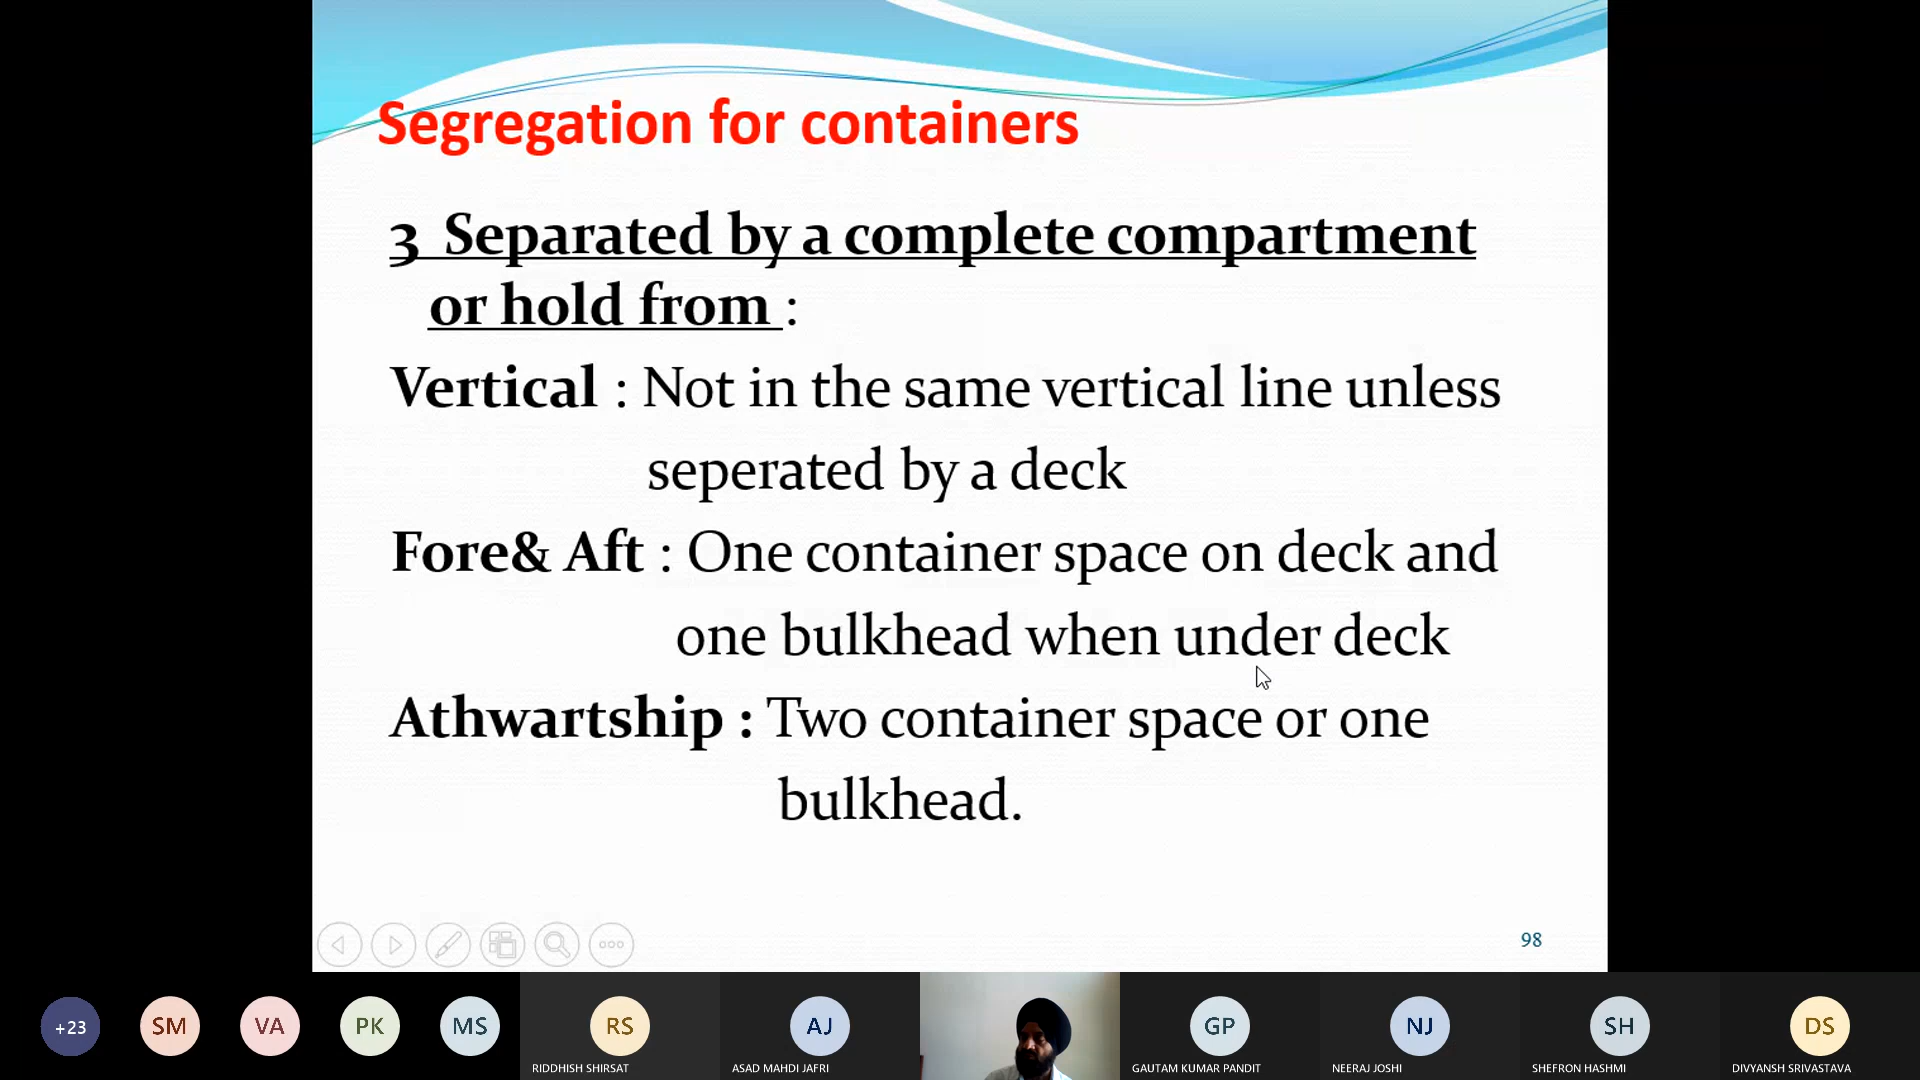 Segregation for containers
3 Separated by a complete compartment
or hold from :
Vertical : Not in the same vertical line unless
seperated by a deck
Fore& Aft : One container space on deck and
one bulkhead when under deck
Athwartship : Two container space or one
bulkhead.
98
+23
SM
VA
PK
MS
RS
AJ
GP
NJ
SH
DS
RIDDHISH SHIRSAT
ASAD MAHDI JAFRI
GAUTAM KUMAR PANDIT
NEERAJ JOSHI
SHEFRON HASHMI
DIVYANSH SRIVASTAVA